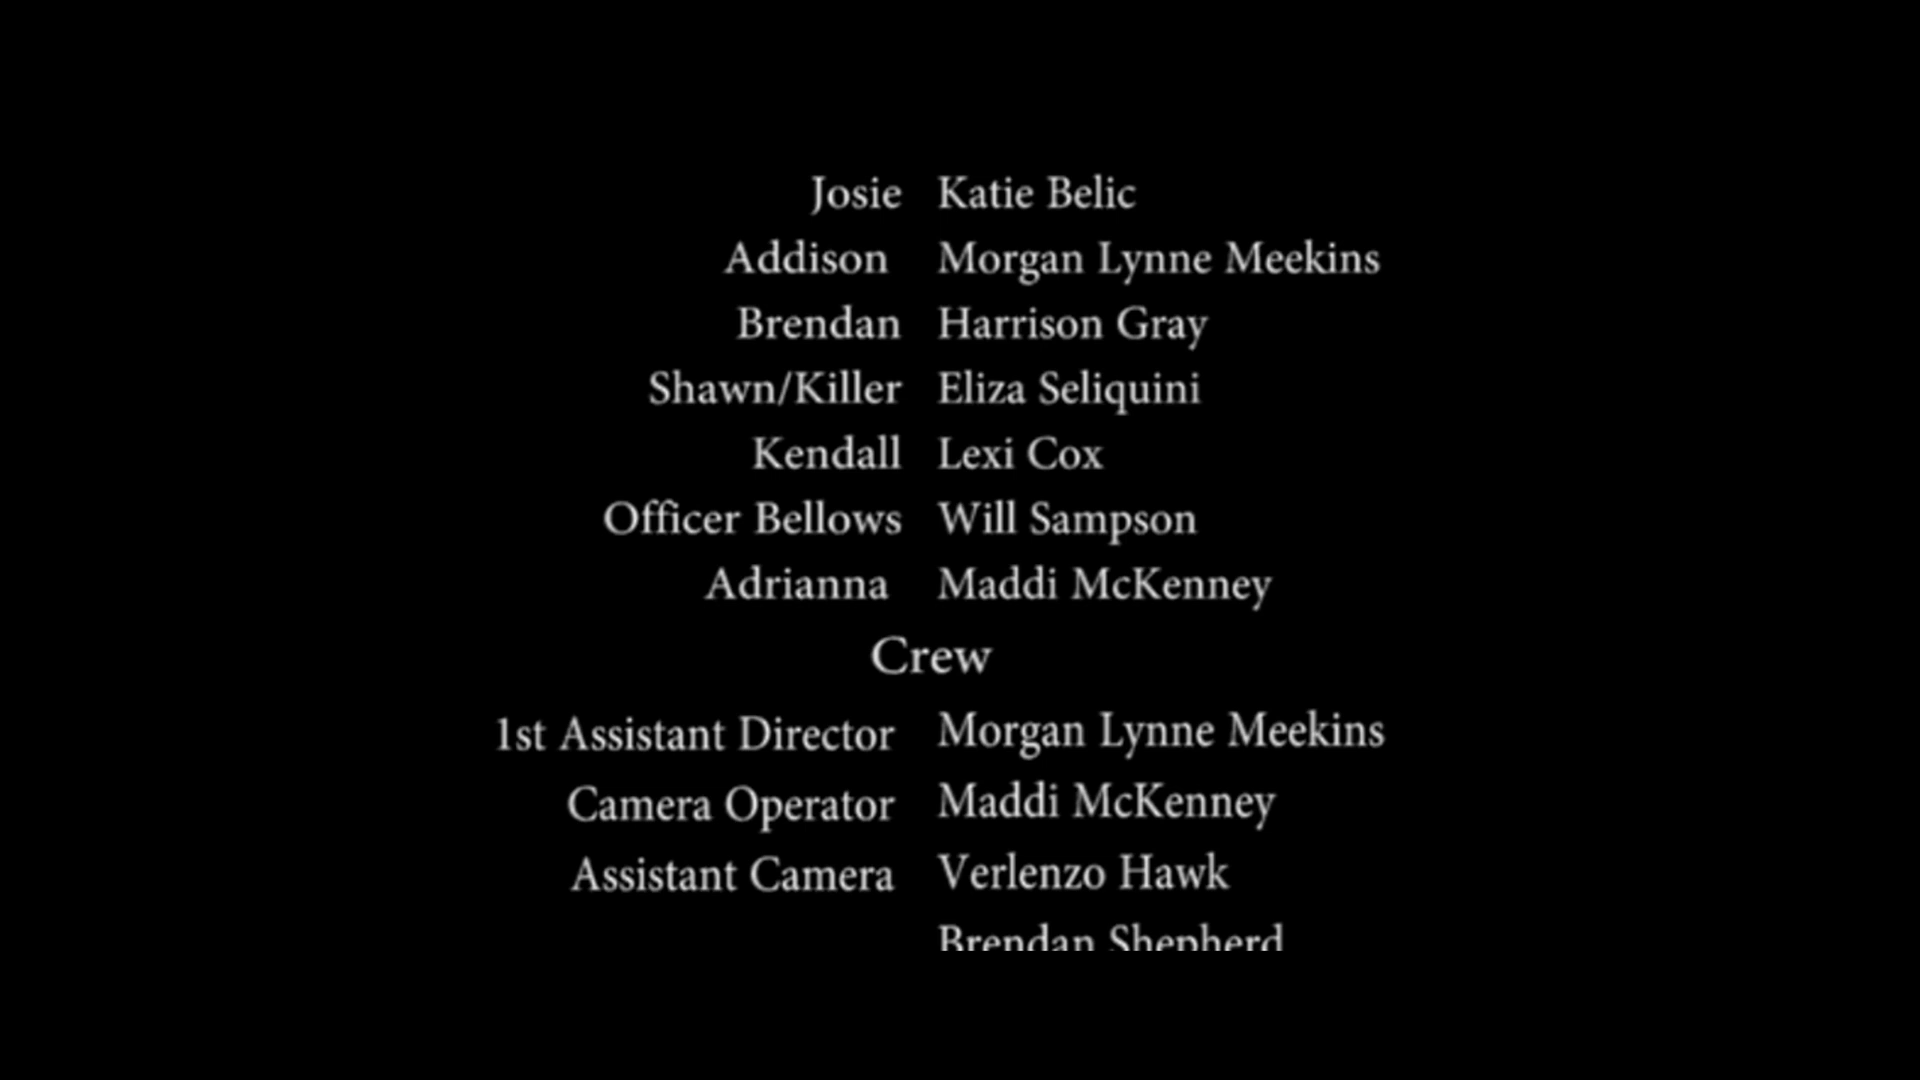 Josie Katie Belic
Addison Morgan Lynne Meekins
Brendan Harrison Gray
Shawn/Killer Eliza Seliquini
Kendall Lexi Cox
Officer Bellows Will Sampson
Adrianna Maddi McKenney
Crew
1st Assistant Director Morgan Lynne Meekins
Camera Operator Maddi McKenney
Assistant Camera Verlenzo Hawk
Brendan Shepherd